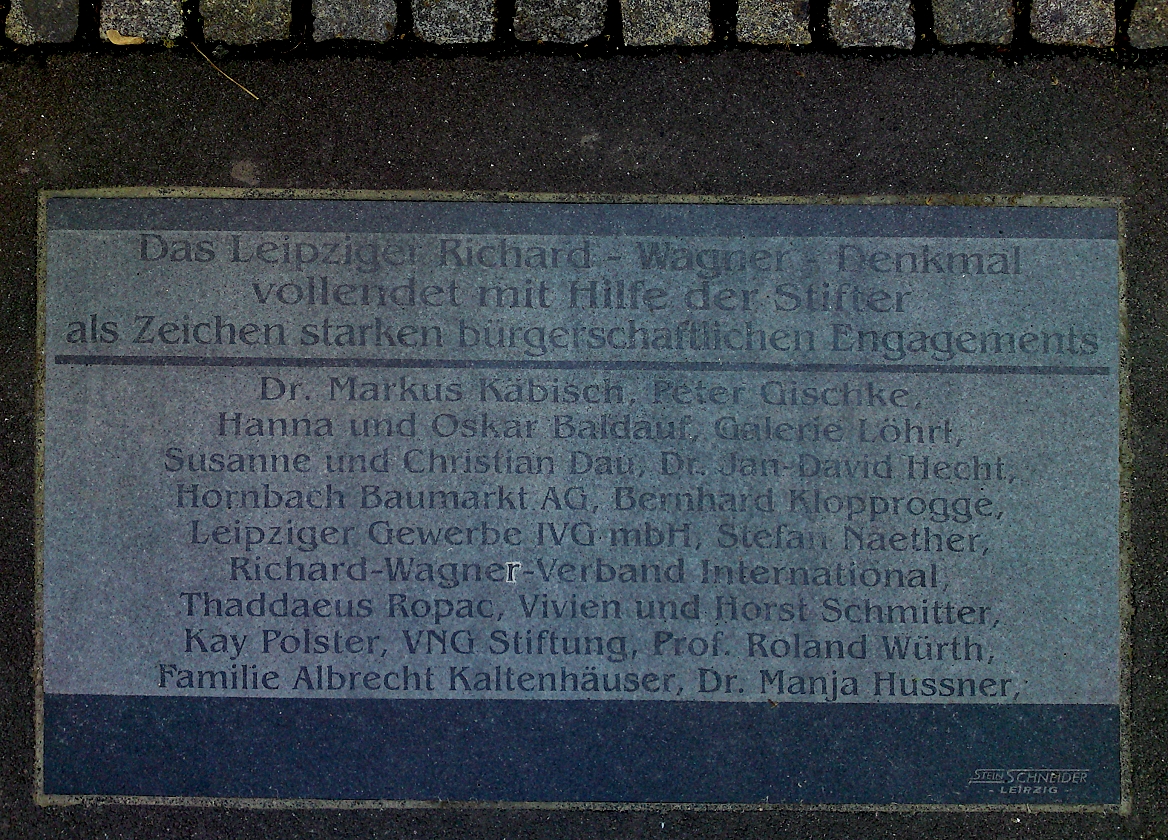 Das Leipziger Richard - Wagner - Denkmal
vollendet mit Hilfe der Stifter
als Zeichen starken bürgerschaftlichen Engagements
Dr. Markus Käbisch, Peter Gischke,
Hanna und Oskar Baldauf, Galerie Löhrl,
Susanne und Christian Dau, Dr. Jan-David Hecht,
Hornbach Baumarkt AG, Bernhard Klopprogge,
Leipziger Gewerbe IVG mbH, Stefan Naether,
Richard-Wagner-Verband International,
Thaddaeus Ropac, Vivien und Horst Schmitter,
Kay Polster, VNG Stiftung, Prof. Roland Würth,
Familie Albrecht Kaltenhäuser, Dr. Manja Hussner,
STEIN SCHNEIDER
- LEIPZIG -